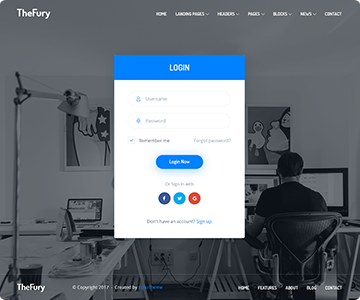 TheFury
HOME LANDING PAGES HEADERS PAGES BLOCKS NEWS CONTACT
LOGIN
Username
Password
Remember me Forgot password?
Login Now
Or Sign in with
Don't have an account? Sign up
TheFury
© Copyright 2017 Created by
HOME FEATURES ABOUT BLOG CONTACT